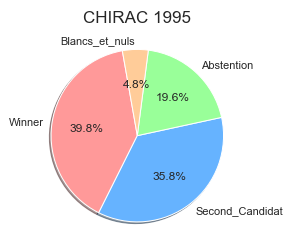 CHIRAC 1995
Blancs_et_nuls
4.8%
Abstention
19.6%
Winner
39.8%
35.8%
Second_Candidat